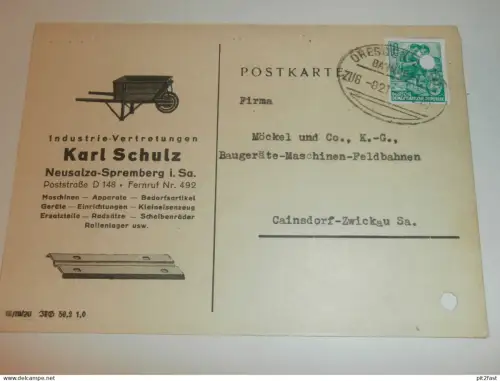 POSTKARTE
DRESDEN
BAHN
ZUG
Firma
Möckel und Co., K.-G.,
Baugeräte-Maschinen-Feldbahnen
Cainsdorf-Zwickau Sa.
Industrie-Vertretungen
Karl Schulz
Neusalza-Spremberg i. Sa.
Poststraße D 148 • Fernruf Nr. 492
Maschinen — Apparate — Bedarfsartikel
Geräte — Einrichtungen — Kleineisenzeug
Ersatzteile — Radsätze — Scheibenräder
Rollenlager usw.